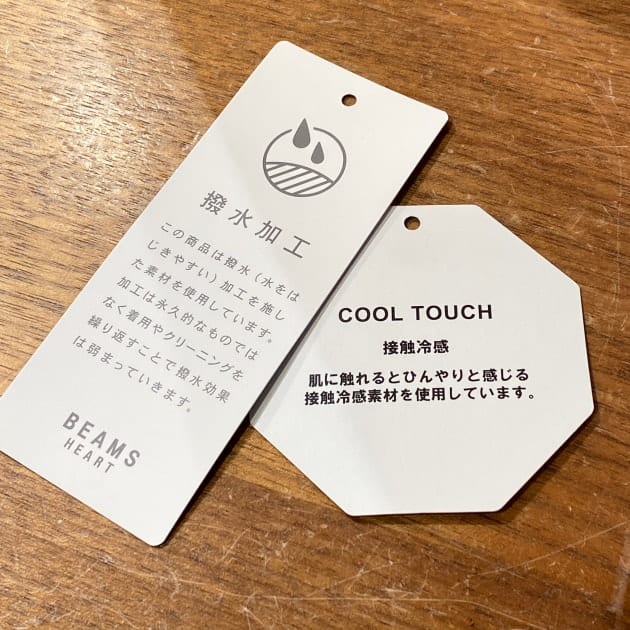 撥水加工
この商品は撥水（水をは
じきやすい）加工を施し
た素材を使用しています。
加工は永久的なものでは
なく着用やクリーニングを
繰り返すことで撥水効果
は弱まっていきます。
BEAMS
HEART
COOL TOUCH
接触冷感
肌に触れるとひんやりと感じる
接触冷感素材を使用しています。